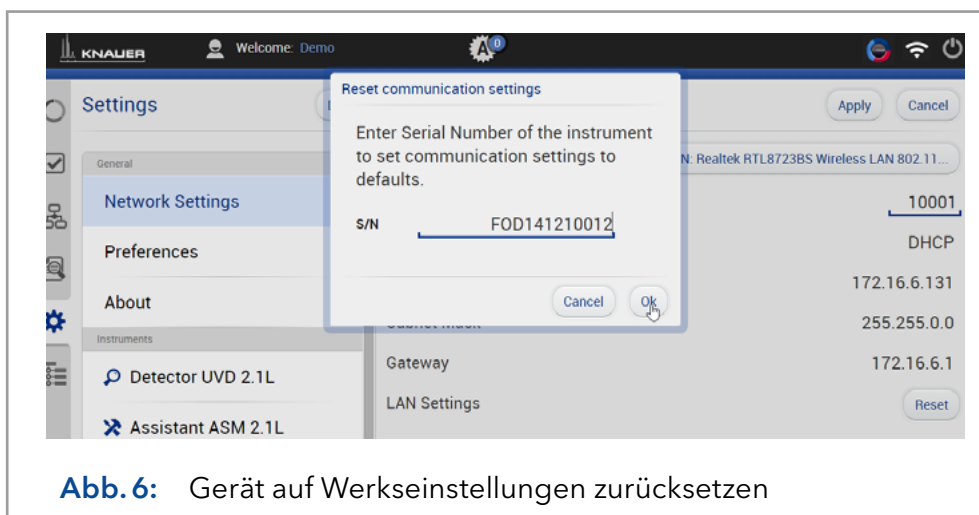 KNAUER Welcome: Demo A 0
Settings
Apply Cancel
Reset communication settings
Enter Serial Number of the instrument
to set communication settings to
defaults.
S/N FOD141210012
Cancel Ok
General
Network Settings
Preferences
About
Instruments
Detector UVD 2.1L
Assistant ASM 2.1L
N: Realtek RTL8723BS Wireless LAN 802.11...
10001
DHCP
172.16.6.131
255.255.0.0
Gateway 172.16.6.1
LAN Settings Reset
Abb. 6: Gerät auf Werkseinstellungen zurücksetzen